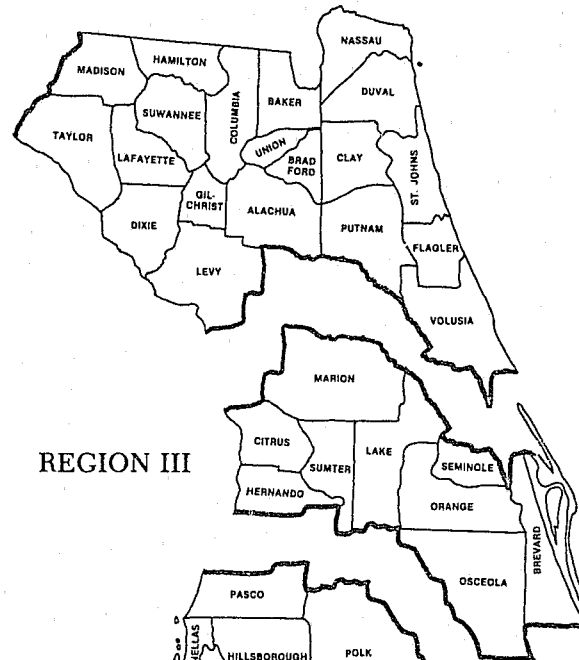 NASSAU
HAMILTON
MADISON
DUVAL
COLUMBIA
BAKER
SUWANNEE
TAYLOR
UNION
LAFAYETTE
BRAD
FORD
CLAY
ST. JOHNS
GIL-
CHRIST
ALACHUA
DIXIE
PUTNAM
FLAGLER
LEVY
VOLUSIA
MARION
CITRUS
LAKE
REGION III
SUMTER
SEMINOLE
HERNANDO
ORANGE
BREVARD
OSCEOLA
PASCO
HELLAS
HILLSBOROUGH
POLK